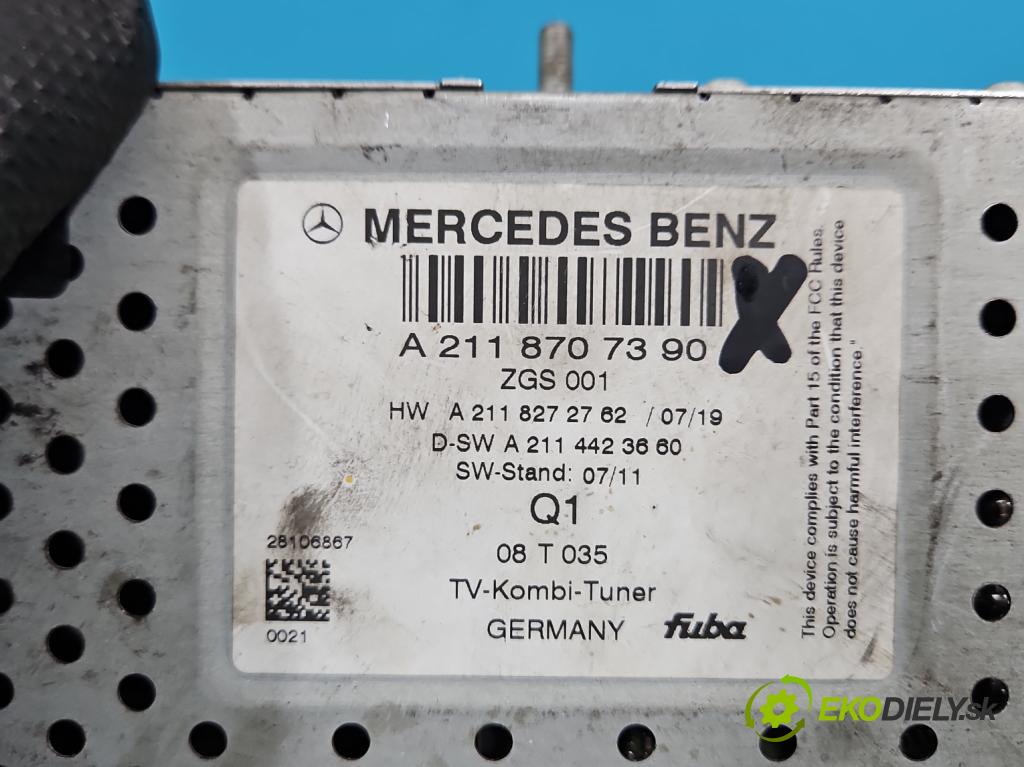 MERCEDES BENZ
A 211 870 73 90
ZGS 001
HW A 211 827 27 62 / 07/19
D-SW A 211 442 36 60
SW-Stand: 07/11
Q1
28106867
08 T 035
TV-Kombi-Tuner
0021
GERMANY fuba
This device complies with Part 15 of the FCC Rules.
Operation is subject to the condition that this device
does not cause harmful interference."
EKODIELY.sk